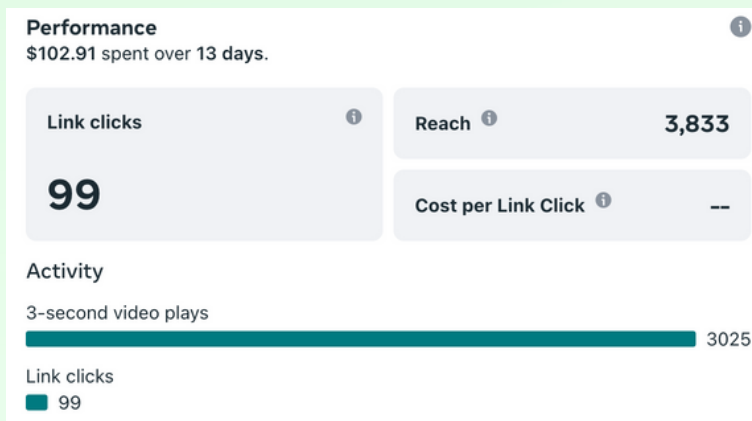 Performance
$102.91 spent over 13 days.
Link clicks
99
Reach
3,833
Cost per Link Click
--
Activity
3-second video plays
3025
Link clicks
99